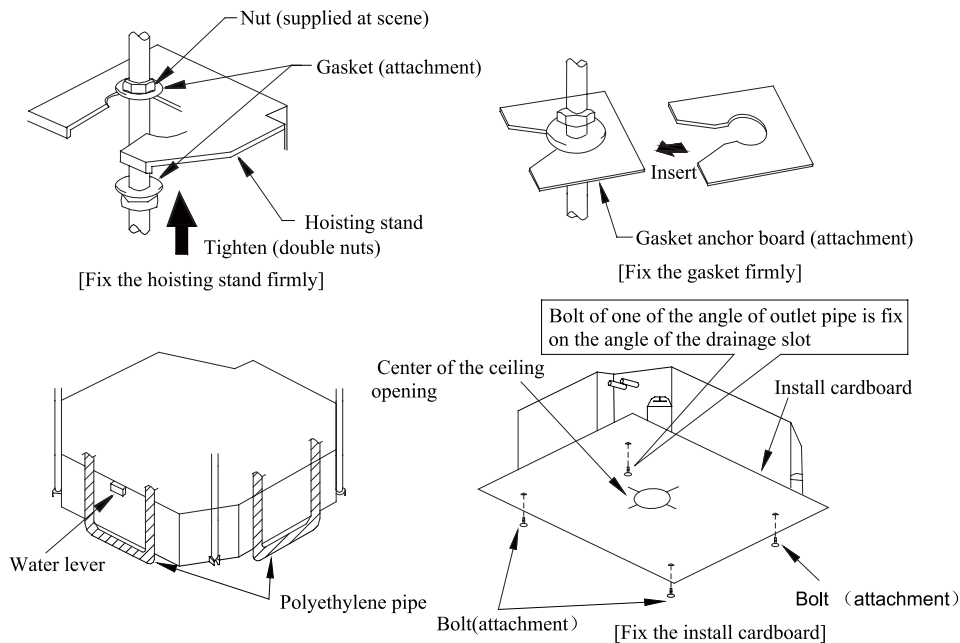 Nut (supplied at scene)
Gasket (attachment)
Hoisting stand
Tighten (double nuts)
[Fix the hoisting stand firmly]
Insert
Gasket anchor board (attachment)
[Fix the gasket firmly]
Water lever
Polyethylene pipe
Bolt of one of the angle of outlet pipe is fix
on the angle of the drainage slot
Center of the ceiling
opening
Install cardboard
Bolt(attachment）
Bolt （attachment）
[Fix the install cardboard]